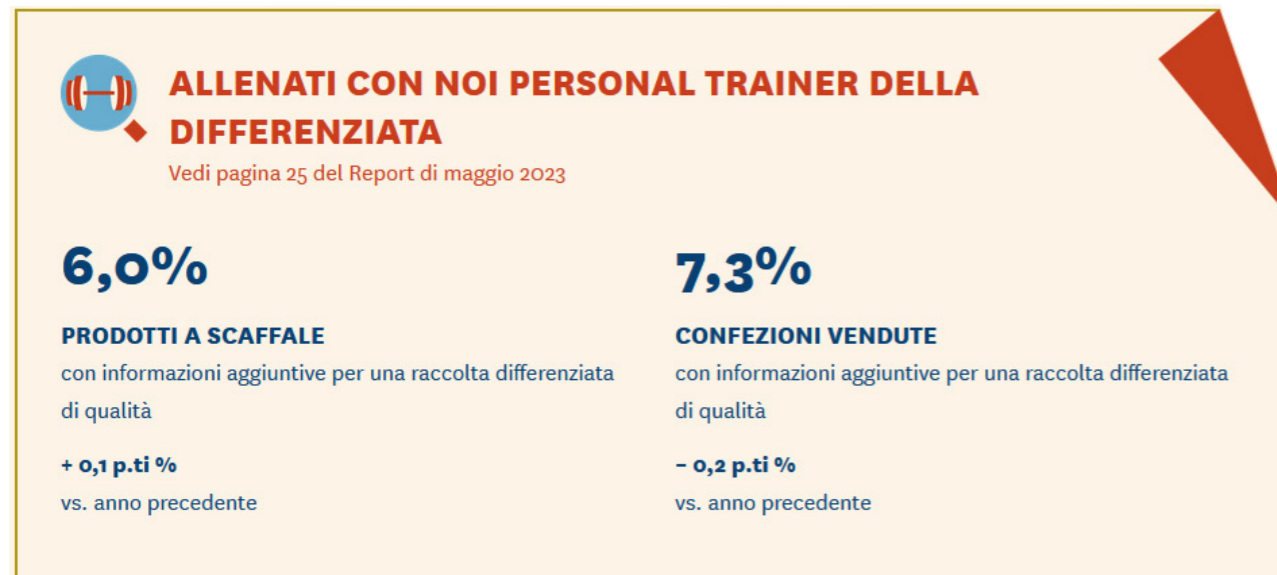 ALLENATI CON NOI PERSONAL TRAINER DELLA
DIFFERENZIATA
Vedi pagina 25 del Report di maggio 2023
6,0%
PRODOTTI A SCAFFALE
con informazioni aggiuntive per una raccolta differenziata
di qualità
+ 0,1 p.ti %
vs. anno precedente
7,3%
CONFEZIONI VENDUTE
con informazioni aggiuntive per una raccolta differenziata
di qualità
– 0,2 p.ti %
vs. anno precedente